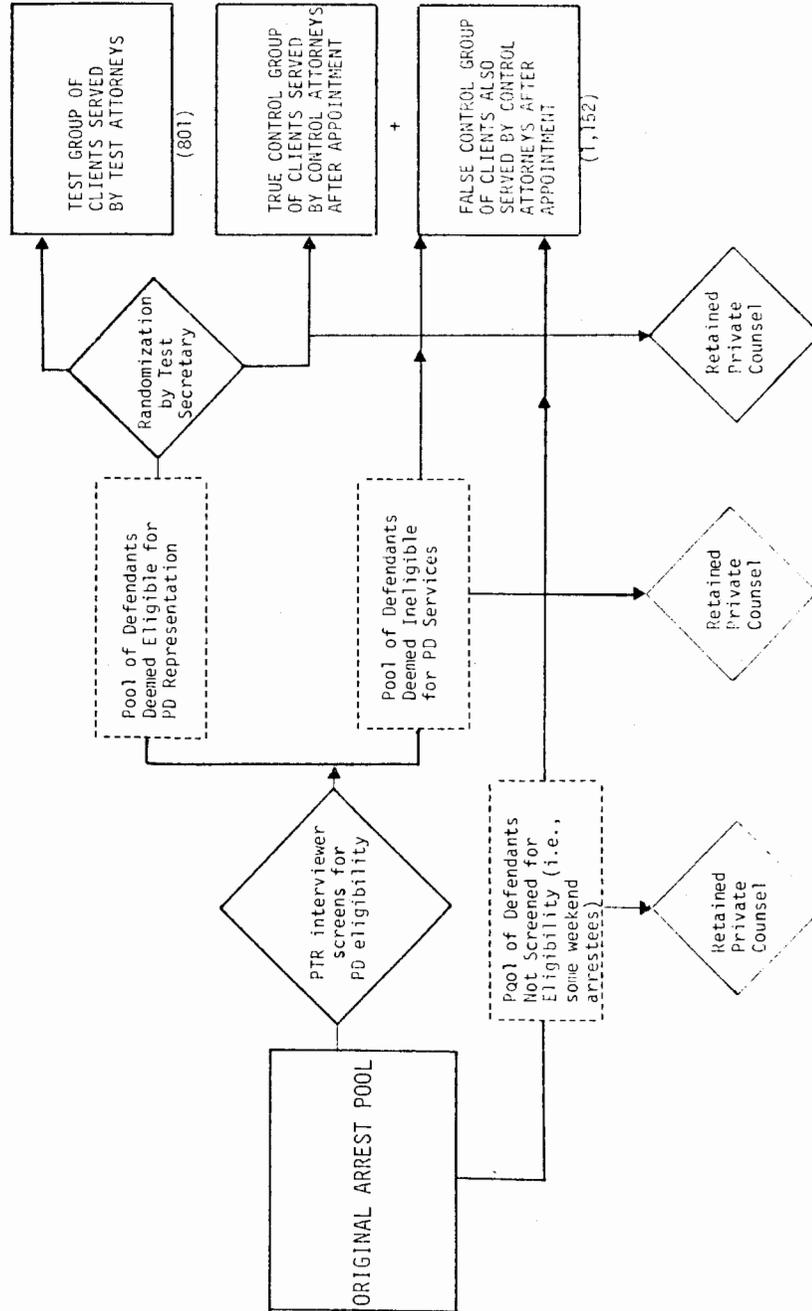 ORIGINAL ARREST POOL
PTR interviewer
screens for
PD eligibility
Pool of Defendants
Deemed Eligible for
PD Representation
Randomization
by Test
Secretary
TEST GROUP OF
CLIENTS SERVED
BY TEST ATTORNEYS
(801)
TRUE CONTROL GROUP
OF CLIENTS SERVED
BY CONTROL ATTORNEYS
AFTER APPOINTMENT
+
Pool of Defendants
Deemed Ineligible
for PD Services
FALSE CONTROL GROUP
OF CLIENTS ALSO
SERVED BY CONTROL
ATTORNEYS AFTER
APPOINTMENT
(1,152)
Pool of Defendants
Not Screened for
Eligibility (i.e.,
some weekend
arrestees)
Retained
Private
Counsel
Retained
Private
Counsel
Retained
Private
Counsel